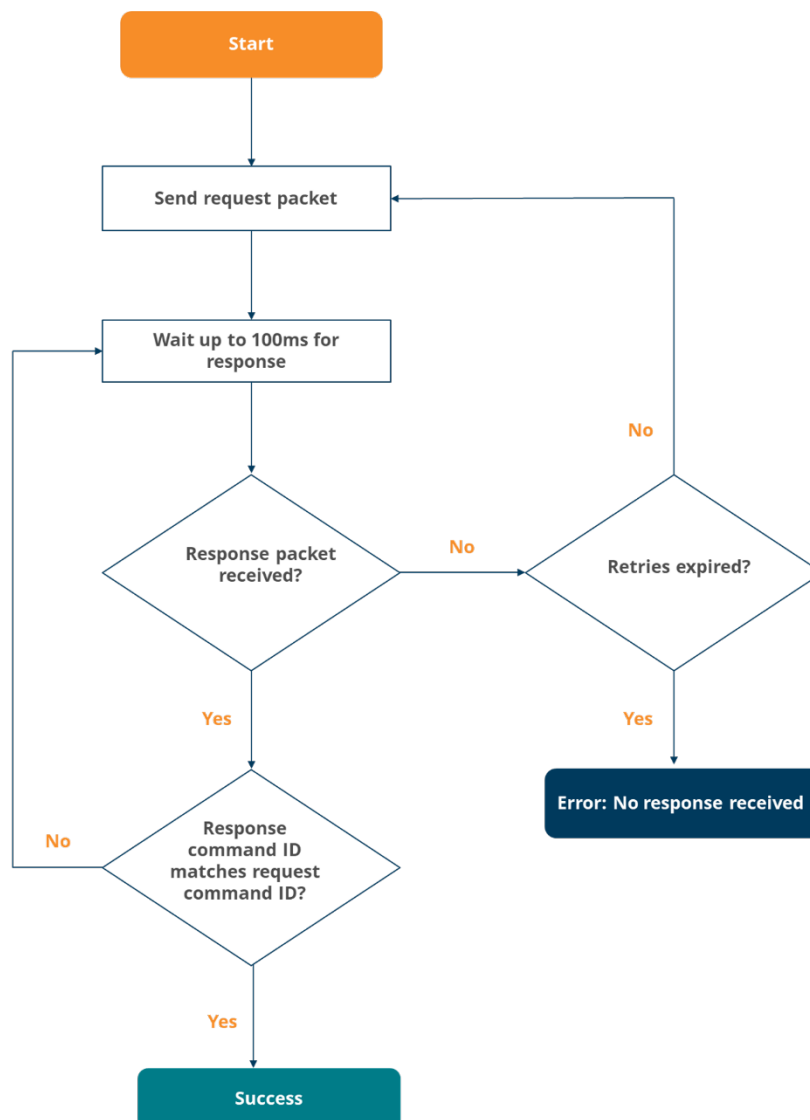 Start
Send request packet
Wait up to 100ms for
response
No
Response packet
received?
No
Retries expired?
Yes
Yes
Error: No response received
Response
command ID
matches request
command ID?
No
Yes
Success